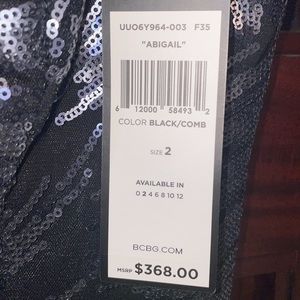 UUO6Y964-003 F35
"ABIGAIL"
6 12000 58493 2
COLOR BLACK/COMB
SIZE 2
AVAILABLE IN
0 2 4 6 8 10 12
BCBG.COM
MSRP $368.00